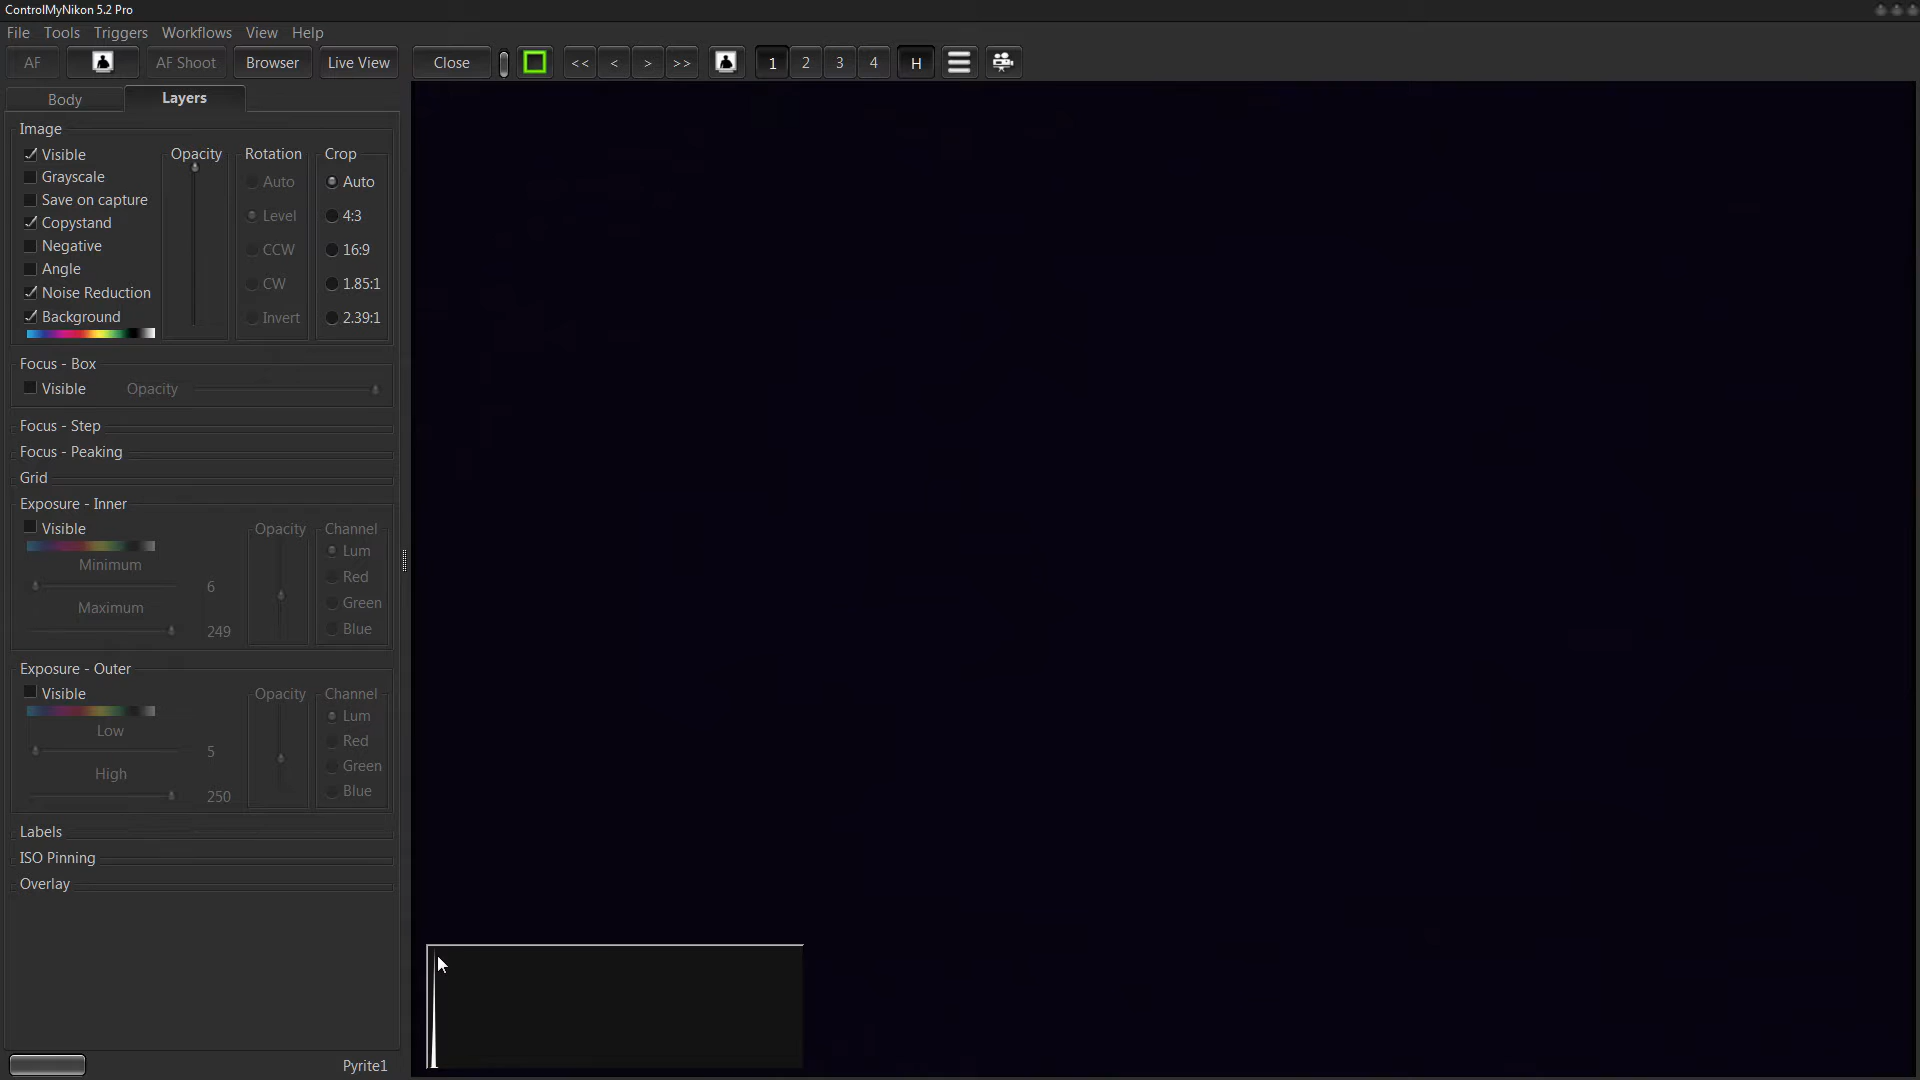 ControlMyNikon 5.2 Pro
File Tools Triggers Workflows View Help
AF AF Shoot Browser Live View Close << < > >> 1 2 3 4 H
Body Layers
Image
Visible
Grayscale
Save on capture
Copystand
Negative
Angle
Noise Reduction
Background
Opacity
Rotation
Auto
Level
CCW
CW
Invert
Crop
Auto
4:3
16:9
1.85:1
2.39:1
Focus - Box
Visible Opacity
Focus - Step
Focus - Peaking
Grid
Exposure - Inner
Visible
Minimum
6
Maximum
249
Opacity
Channel
Lum
Red
Green
Blue
Exposure - Outer
Visible
Low
5
High
250
Opacity
Channel
Lum
Red
Green
Blue
Labels
ISO Pinning
Overlay
Pyrite1